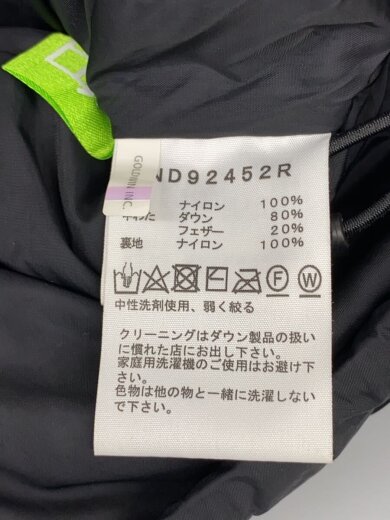 GOLDWIN INC.
ND92452R
ナイロン 100%
中わた ダウン 80%
フェザー 20%
裏地 ナイロン 100%
F W
中性洗剤使用、弱く絞る
クリーニングはダウン製品の扱い
に慣れた店にお出し下さい。
家庭用洗濯機のご使用はお避け下
さい。
色物は他の物と一緒に洗濯しない
で下さい。